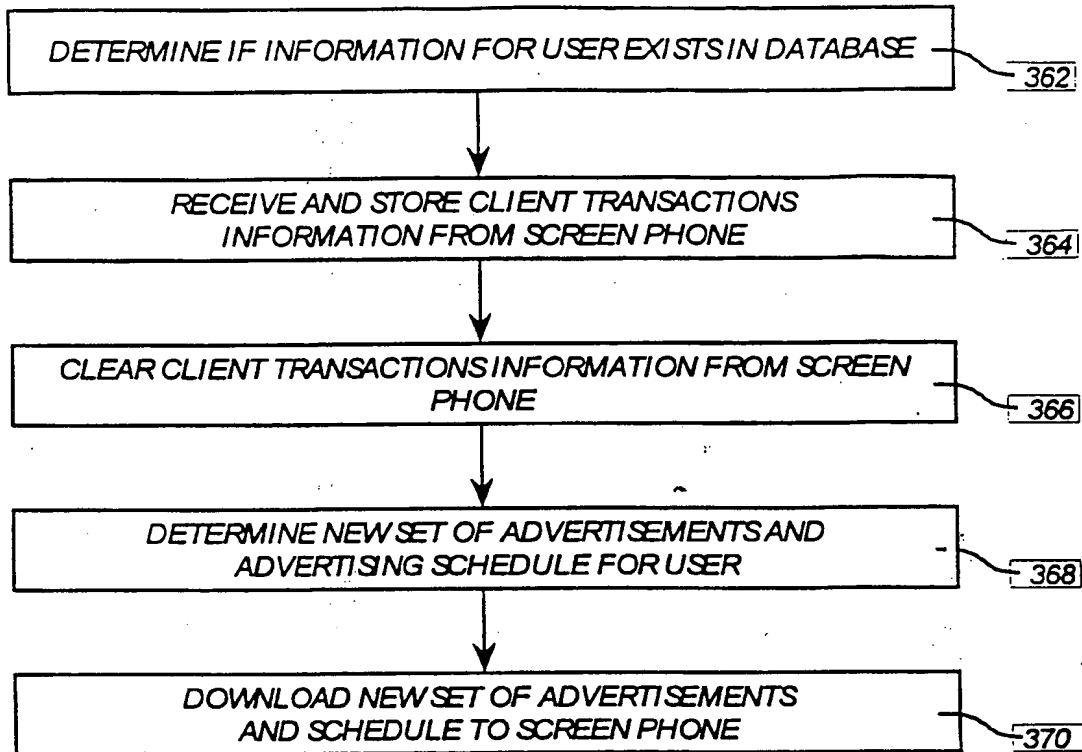 DETERMINE IF INFORMATION FOR USER EXISTS IN DATABASE
362
RECEIVE AND STORE CLIENT TRANSACTIONS
INFORMATION FROM SCREEN PHONE
364
CLEAR CLIENT TRANSACTIONS INFORMATION FROM SCREEN
PHONE
366
DETERMINE NEW SET OF ADVERTISEMENTS AND
ADVERTISING SCHEDULE FOR USER
368
DOWNLOAD NEW SET OF ADVERTISEMENTS
AND SCHEDULE TO SCREEN PHONE
370